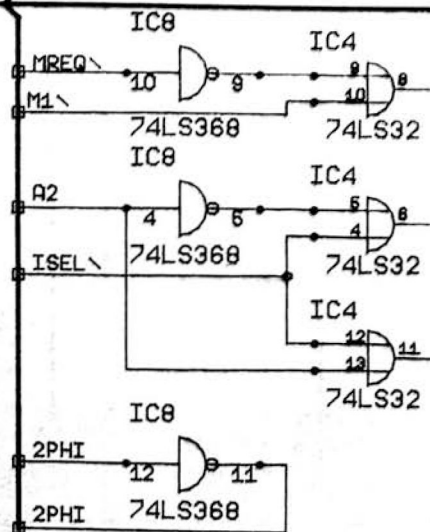 IC8
IC4
MREQ\
10
9
9
8
M1\
10
74LS368
74LS32
IC8
IC4
A2
4
6
5
6
4
74LS368
74LS32
ISEL\
IC4
12
11
13
74LS32
IC8
2PHI
12
11
74LS368
2PHI